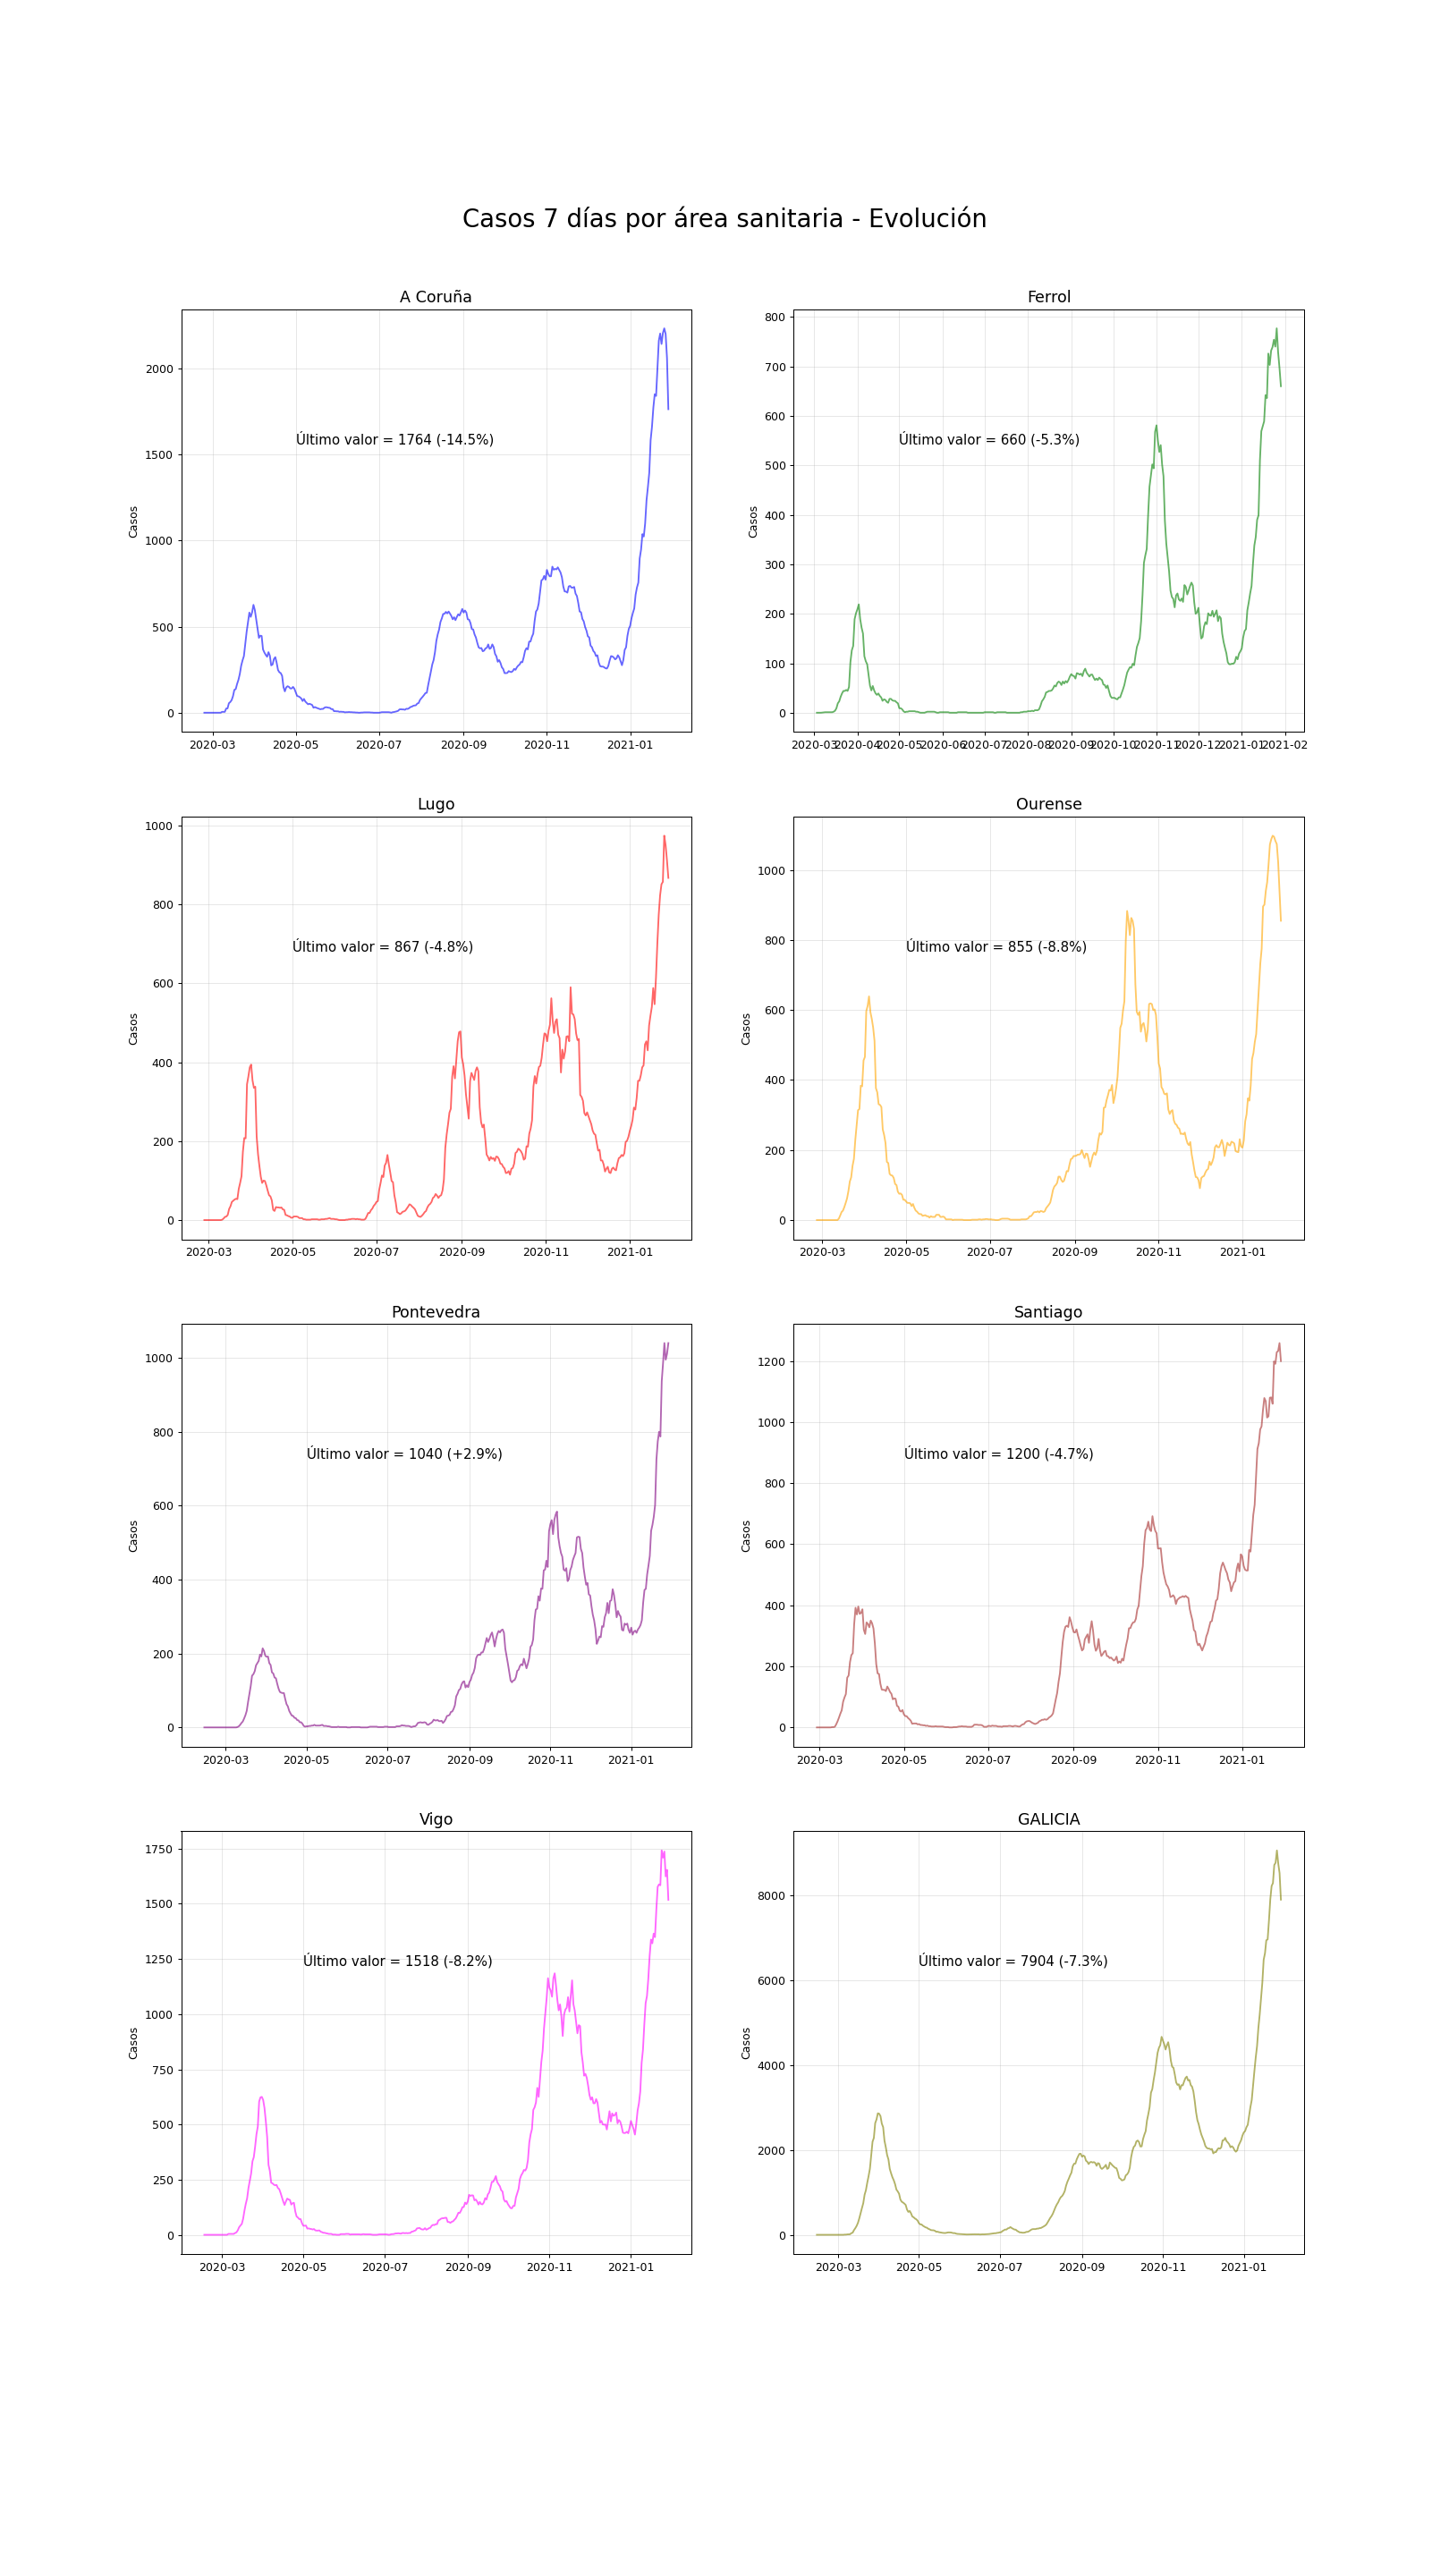 Casos 7 días por área sanitaria - Evolución
A Coruña
2000
1500
1000
500
0
Casos
Último valor = 1764 (-14.5%)
2020-03 2020-05 2020-07 2020-09 2020-11 2021-01
Ferrol
800
700
600
500
400
300
200
100
0
Casos
Último valor = 660 (-5.3%)
2020-03 2020-04 2020-05 2020-06 2020-07 2020-08 2020-09 2020-10 2020-11 2020-12 2021-01 2021-02
Lugo
1000
800
600
400
200
0
Casos
Último valor = 867 (-4.8%)
2020-03 2020-05 2020-07 2020-09 2020-11 2021-01
Ourense
1000
800
600
400
200
0
Casos
Último valor = 855 (-8.8%)
2020-03 2020-05 2020-07 2020-09 2020-11 2021-01
Pontevedra
1000
800
600
400
200
0
Casos
Último valor = 1040 (+2.9%)
2020-03 2020-05 2020-07 2020-09 2020-11 2021-01
Santiago
1200
1000
800
600
400
200
0
Casos
Último valor = 1200 (-4.7%)
2020-03 2020-05 2020-07 2020-09 2020-11 2021-01
Vigo
1750
1500
1250
1000
750
500
250
0
Casos
Último valor = 1518 (-8.2%)
2020-03 2020-05 2020-07 2020-09 2020-11 2021-01
GALICIA
8000
6000
4000
2000
0
Casos
Último valor = 7904 (-7.3%)
2020-03 2020-05 2020-07 2020-09 2020-11 2021-01